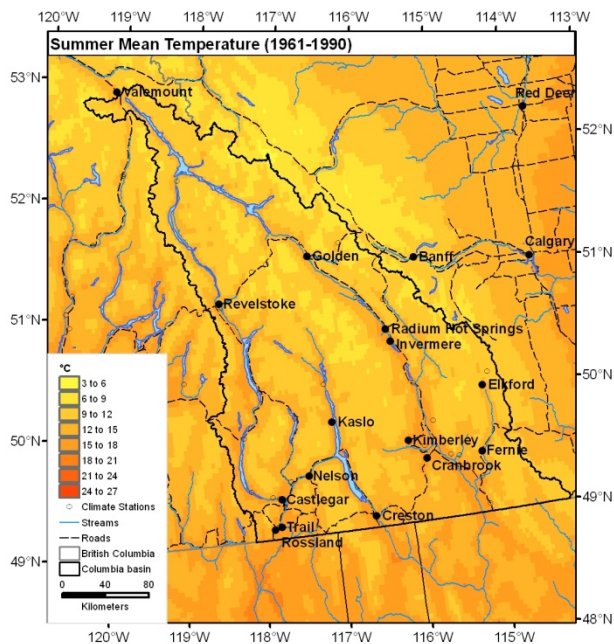 120°W 119°W 118°W 117°W 116°W 115°W 114°W 113°W
Summer Mean Temperature (1961-1990)
53°N
Valemount
Red Deer
52°N
52°N
Calgary
Golden
Banff
51°N
51°N
Revelstoke
Radium Hot Springs
Invermere
°C
3 to 6
6 to 9
9 to 12
12 to 15
15 to 18
18 to 21
21 to 24
24 to 27
Climate Stations
Streams
Roads
British Columbia
Columbia basin
0 40 80
Kilometers
50°N
Elkford
Kaslo
50°N
Kimberley
Fernie
Cranbrook
Nelson
Castlegar
49°N
Creston
Trail
Rossland
49°N
48°N
120°W 119°W 118°W 117°W 116°W 115°W 114°W